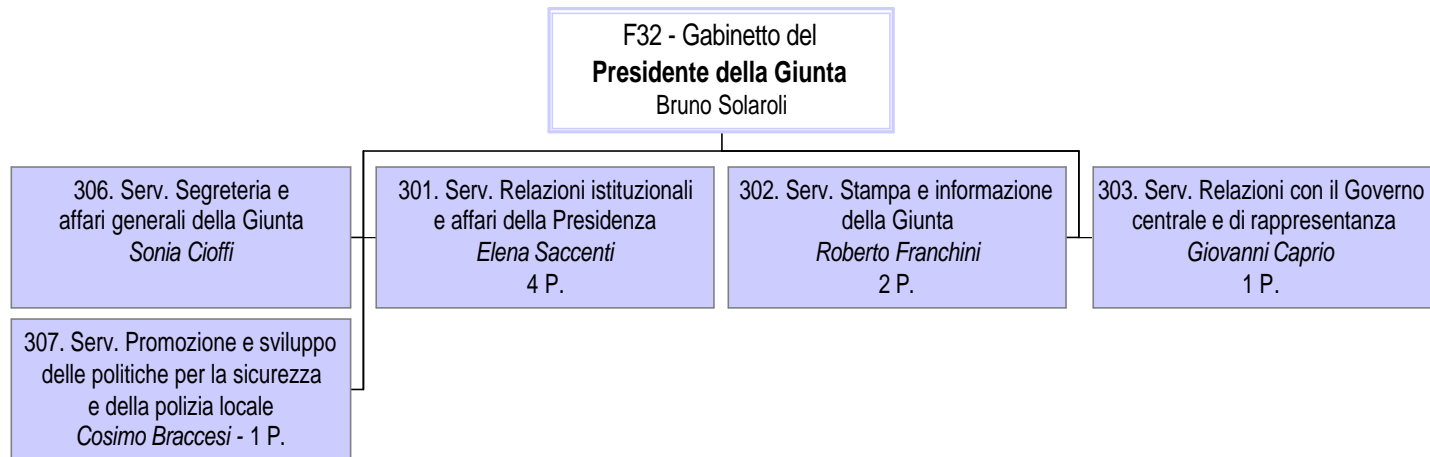 F32 - Gabinetto del
Presidente della Giunta
Bruno Solaroli
306. Serv. Segreteria e
affari generali della Giunta
Sonia Cioffi
301. Serv. Relazioni istituzionali
e affari della Presidenza
Elena Saccenti
4 P.
302. Serv. Stampa e informazione
della Giunta
Roberto Franchini
2 P.
303. Serv. Relazioni con il Governo
centrale e di rappresentanza
Giovanni Caprio
1 P.
307. Serv. Promozione e sviluppo
delle politiche per la sicurezza
e della polizia locale
Cosimo Braccesi - 1 P.